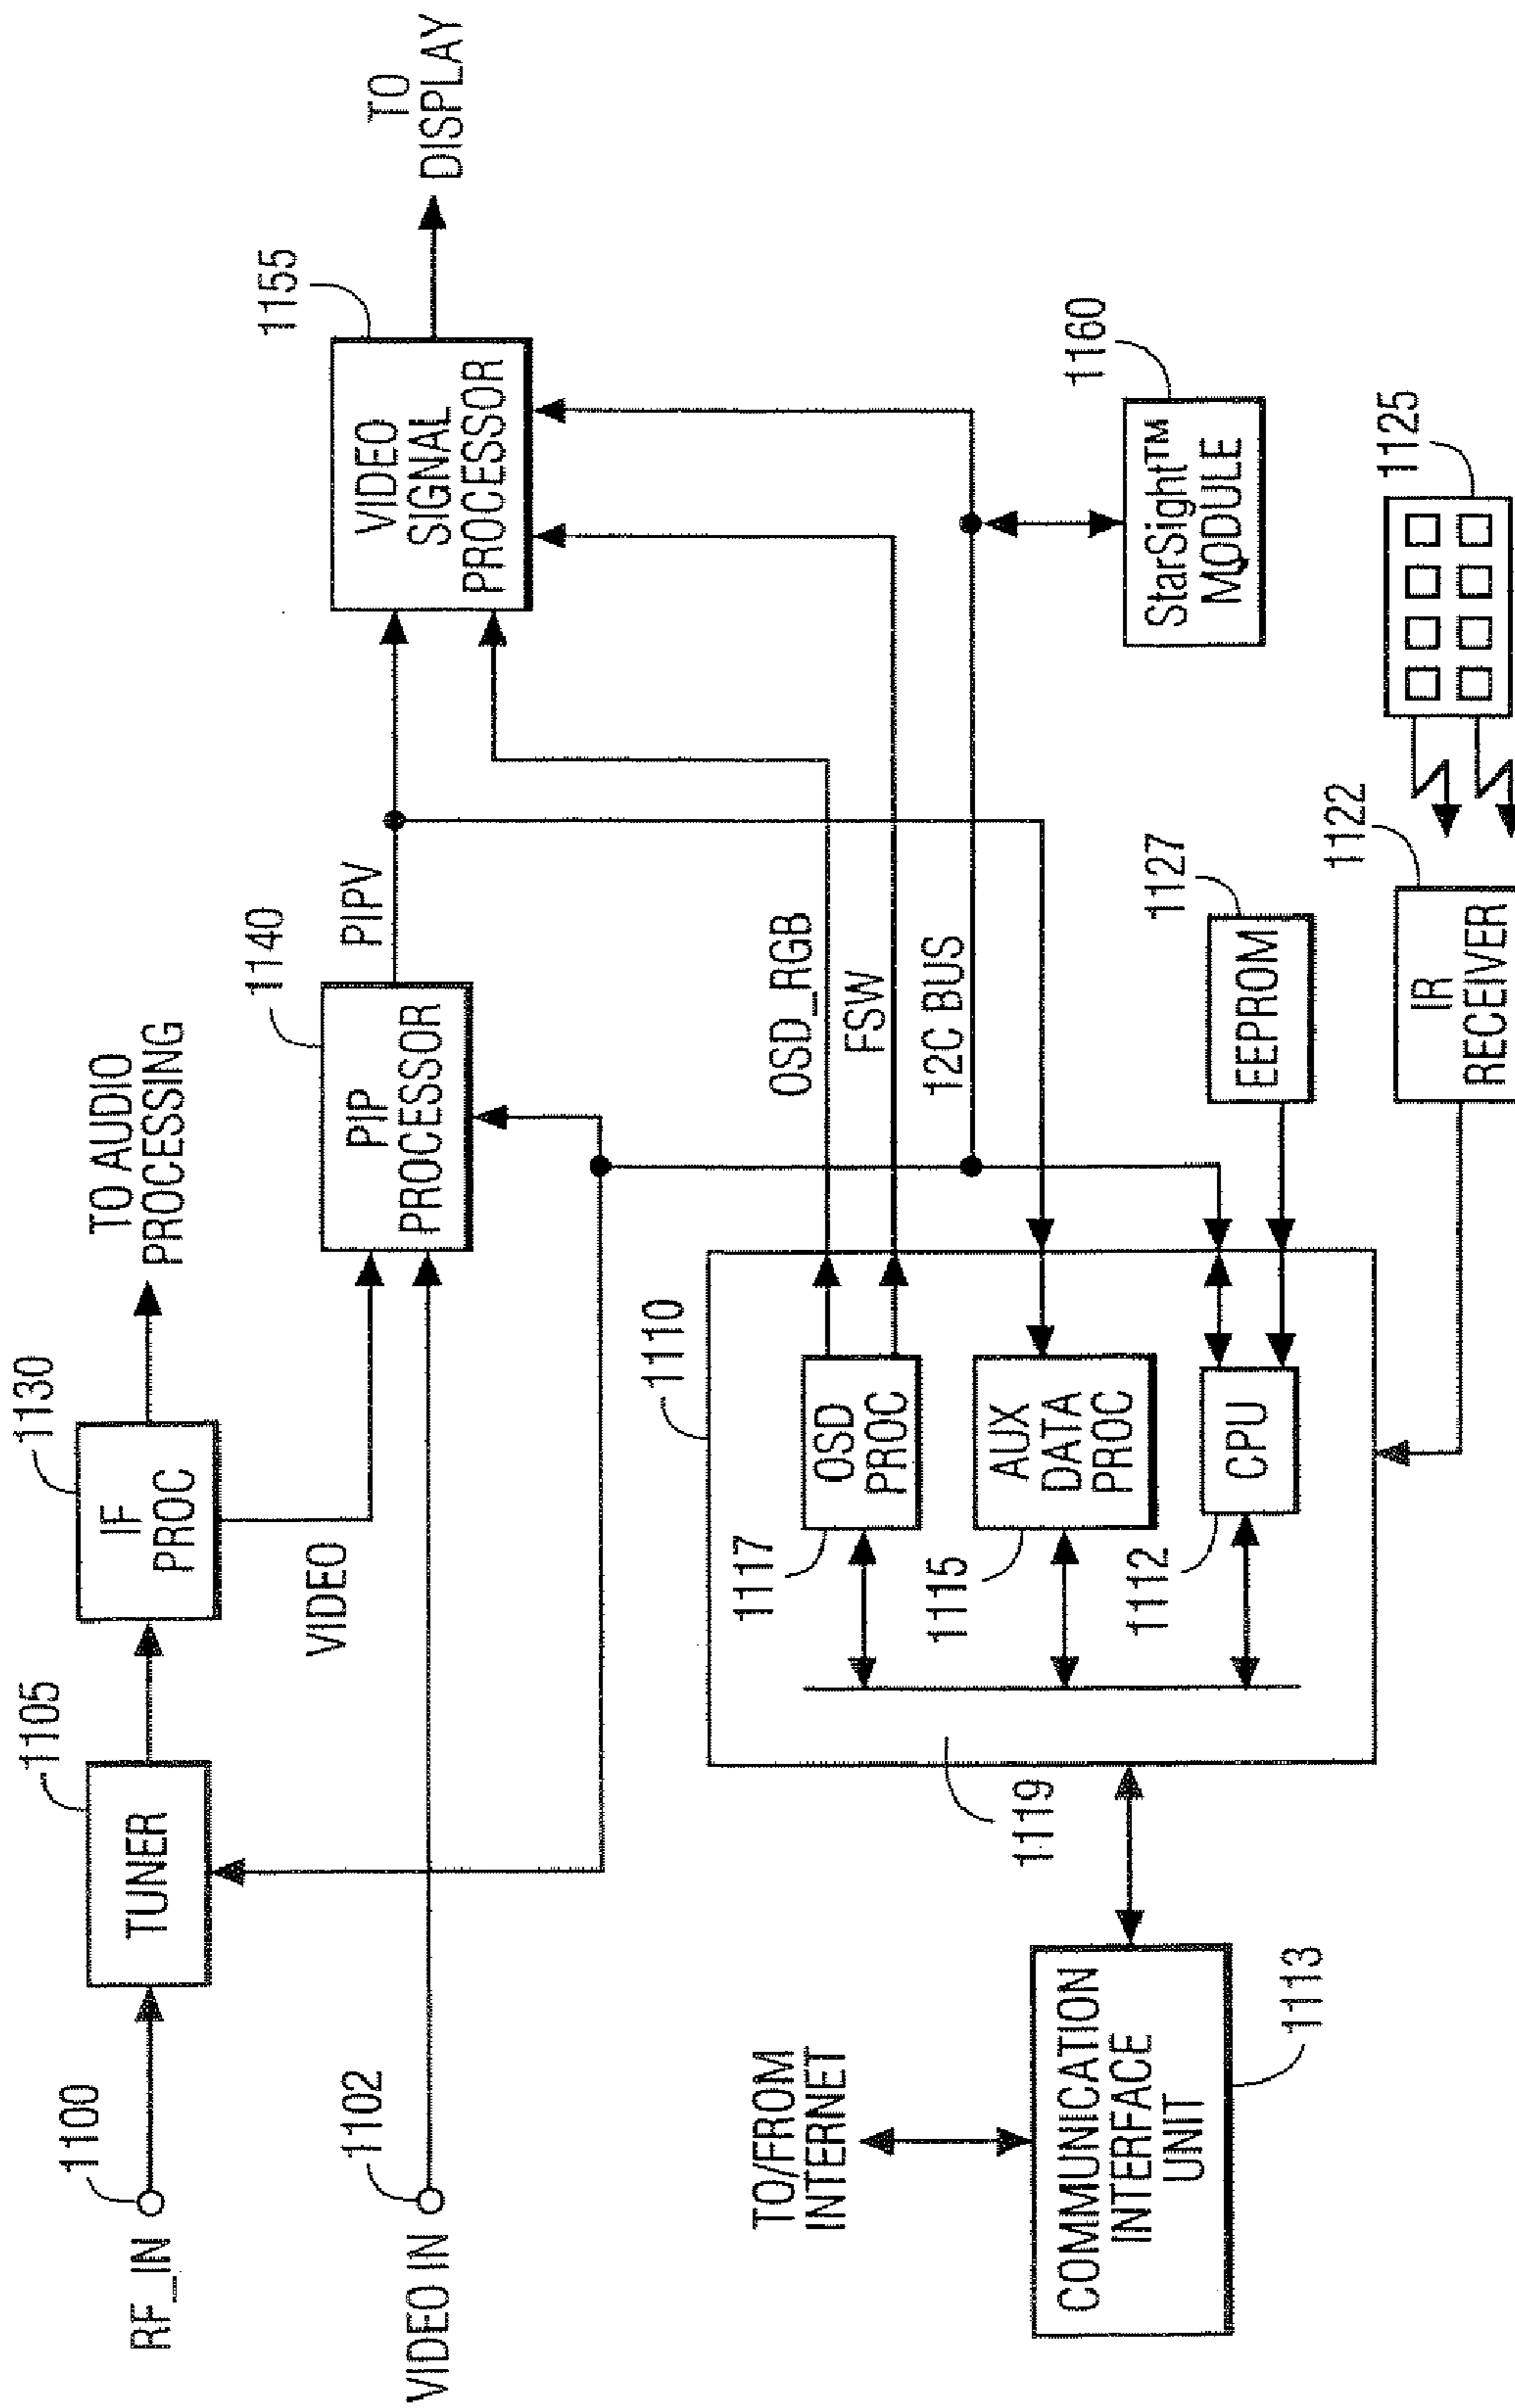 1100
RF_IN
1105
TUNER
1130
IF
PROC
TO AUDIO
PROCESSING
VIDEO
1102
VIDEO IN
1140
PIP
PROCESSOR
PIPV
1155
VIDEO
SIGNAL
PROCESSOR
TO
DISPLAY
OSD_RGB
FSW
12C BUS
1110
1117
OSD
PROC
1115
AUX
DATA
PROC
1112
CPU
1119
TO/FROM
INTERNET
COMMUNICATION
INTERFACE
UNIT
1113
1127
EEPROM
1160
StarSight™
MODULE
1122
IR
RECEIVER
1125